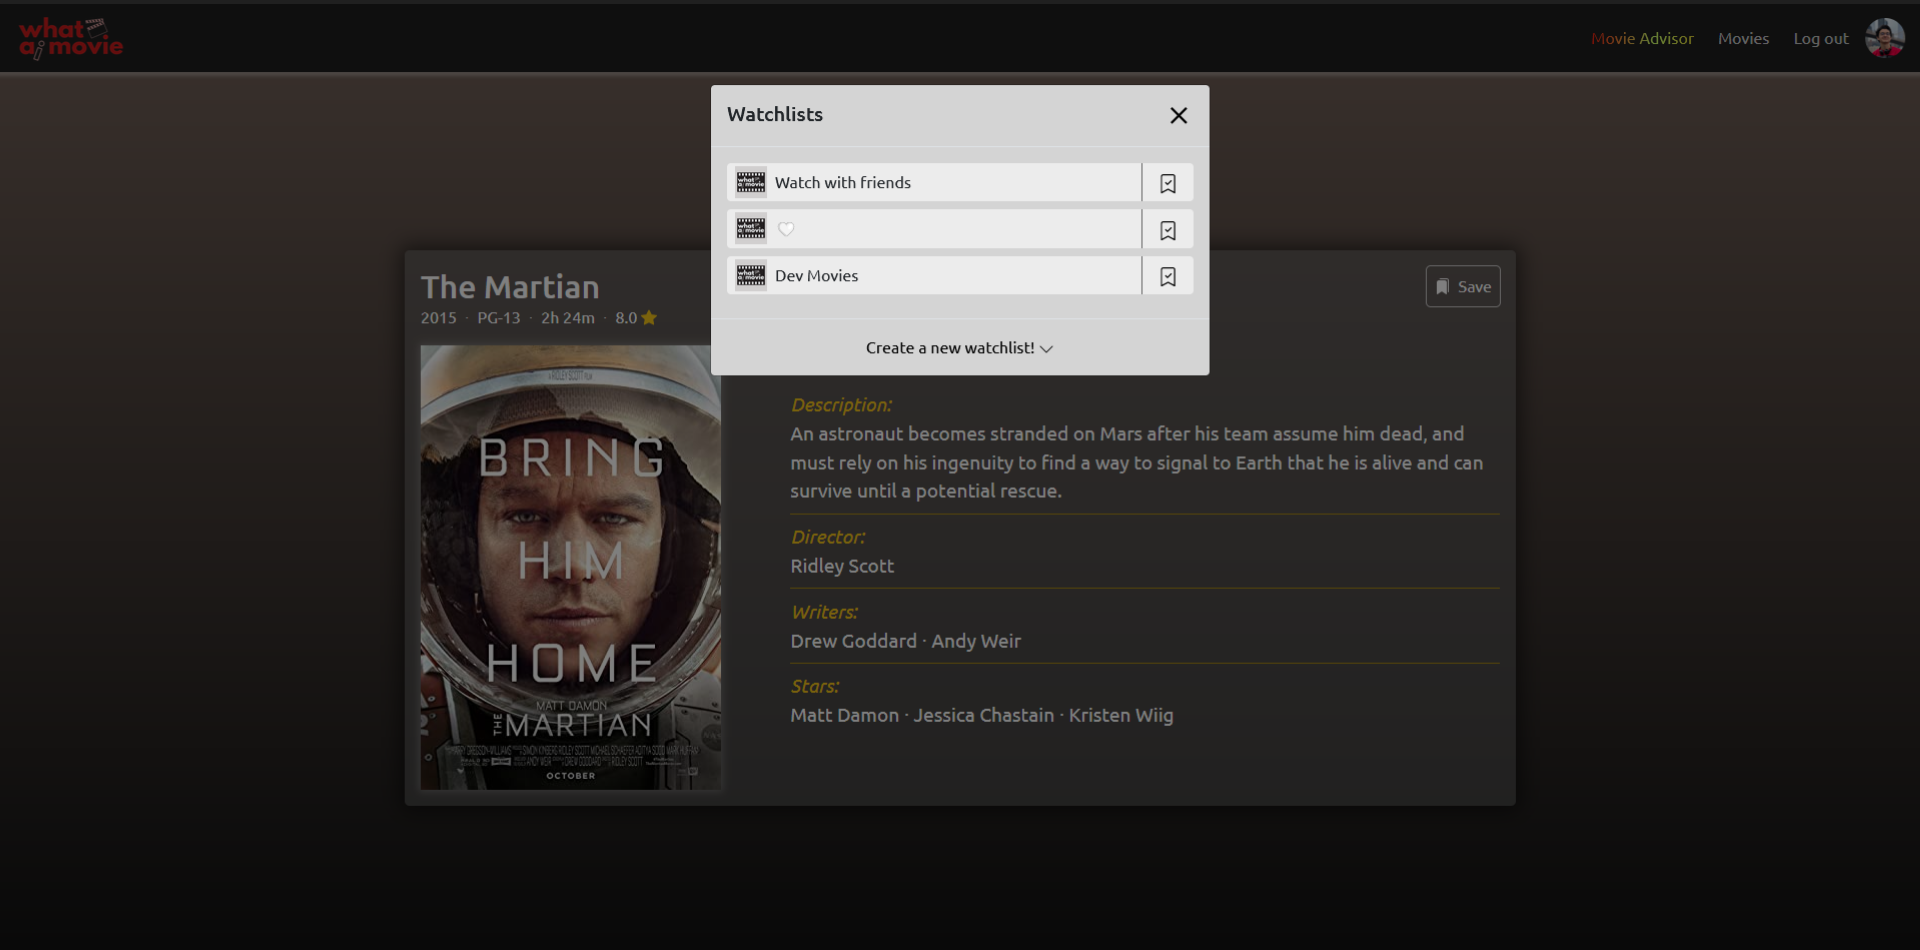 what
a movie
Movie Advisor
Movies
Log out
Watchlists
Watch with friends
🤍
Dev Movies
Create a new watchlist!
The Martian
2015 · PG-13 · 2h 24m · 8.0
Save
BRING
HIM
HOME
MATT DAMON
THE MARTIAN
OCTOBER
Description:
An astronaut becomes stranded on Mars after his team assume him dead, and
must rely on his ingenuity to find a way to signal to Earth that he is alive and can
survive until a potential rescue.
Director:
Ridley Scott
Writers:
Drew Goddard · Andy Weir
Stars:
Matt Damon · Jessica Chastain · Kristen Wiig